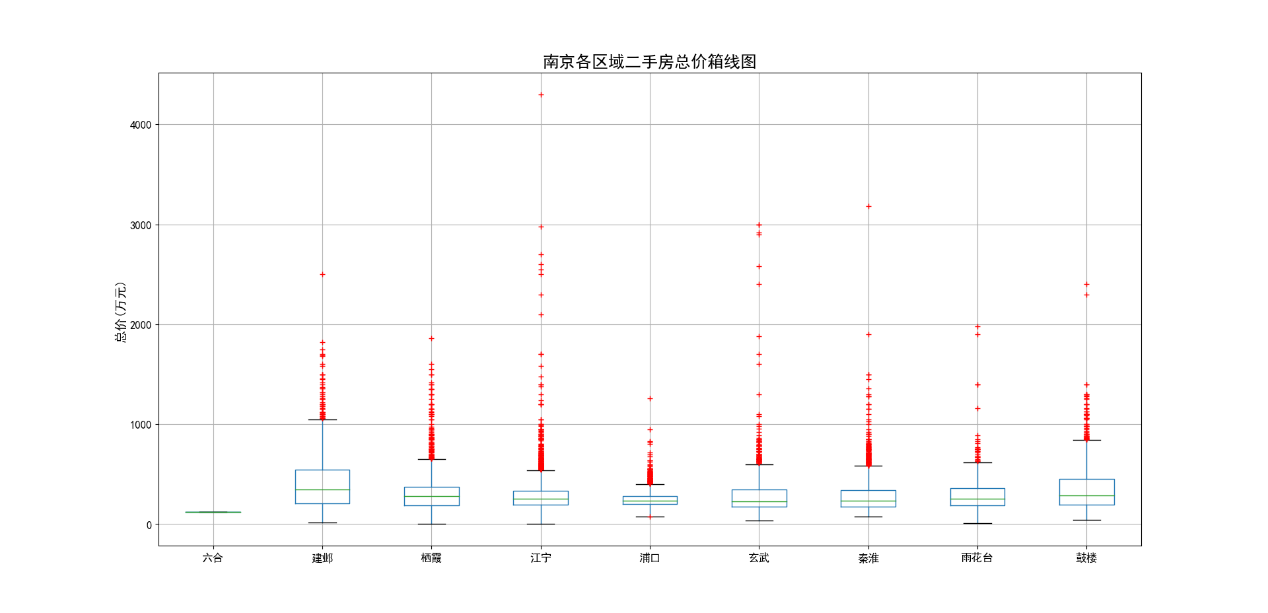 南京各区域二手房总价箱线图
总价(万元)
4000
3000
2000
1000
0
六合 建邺 栖霞 江宁 浦口 玄武 秦淮 雨花台 鼓楼